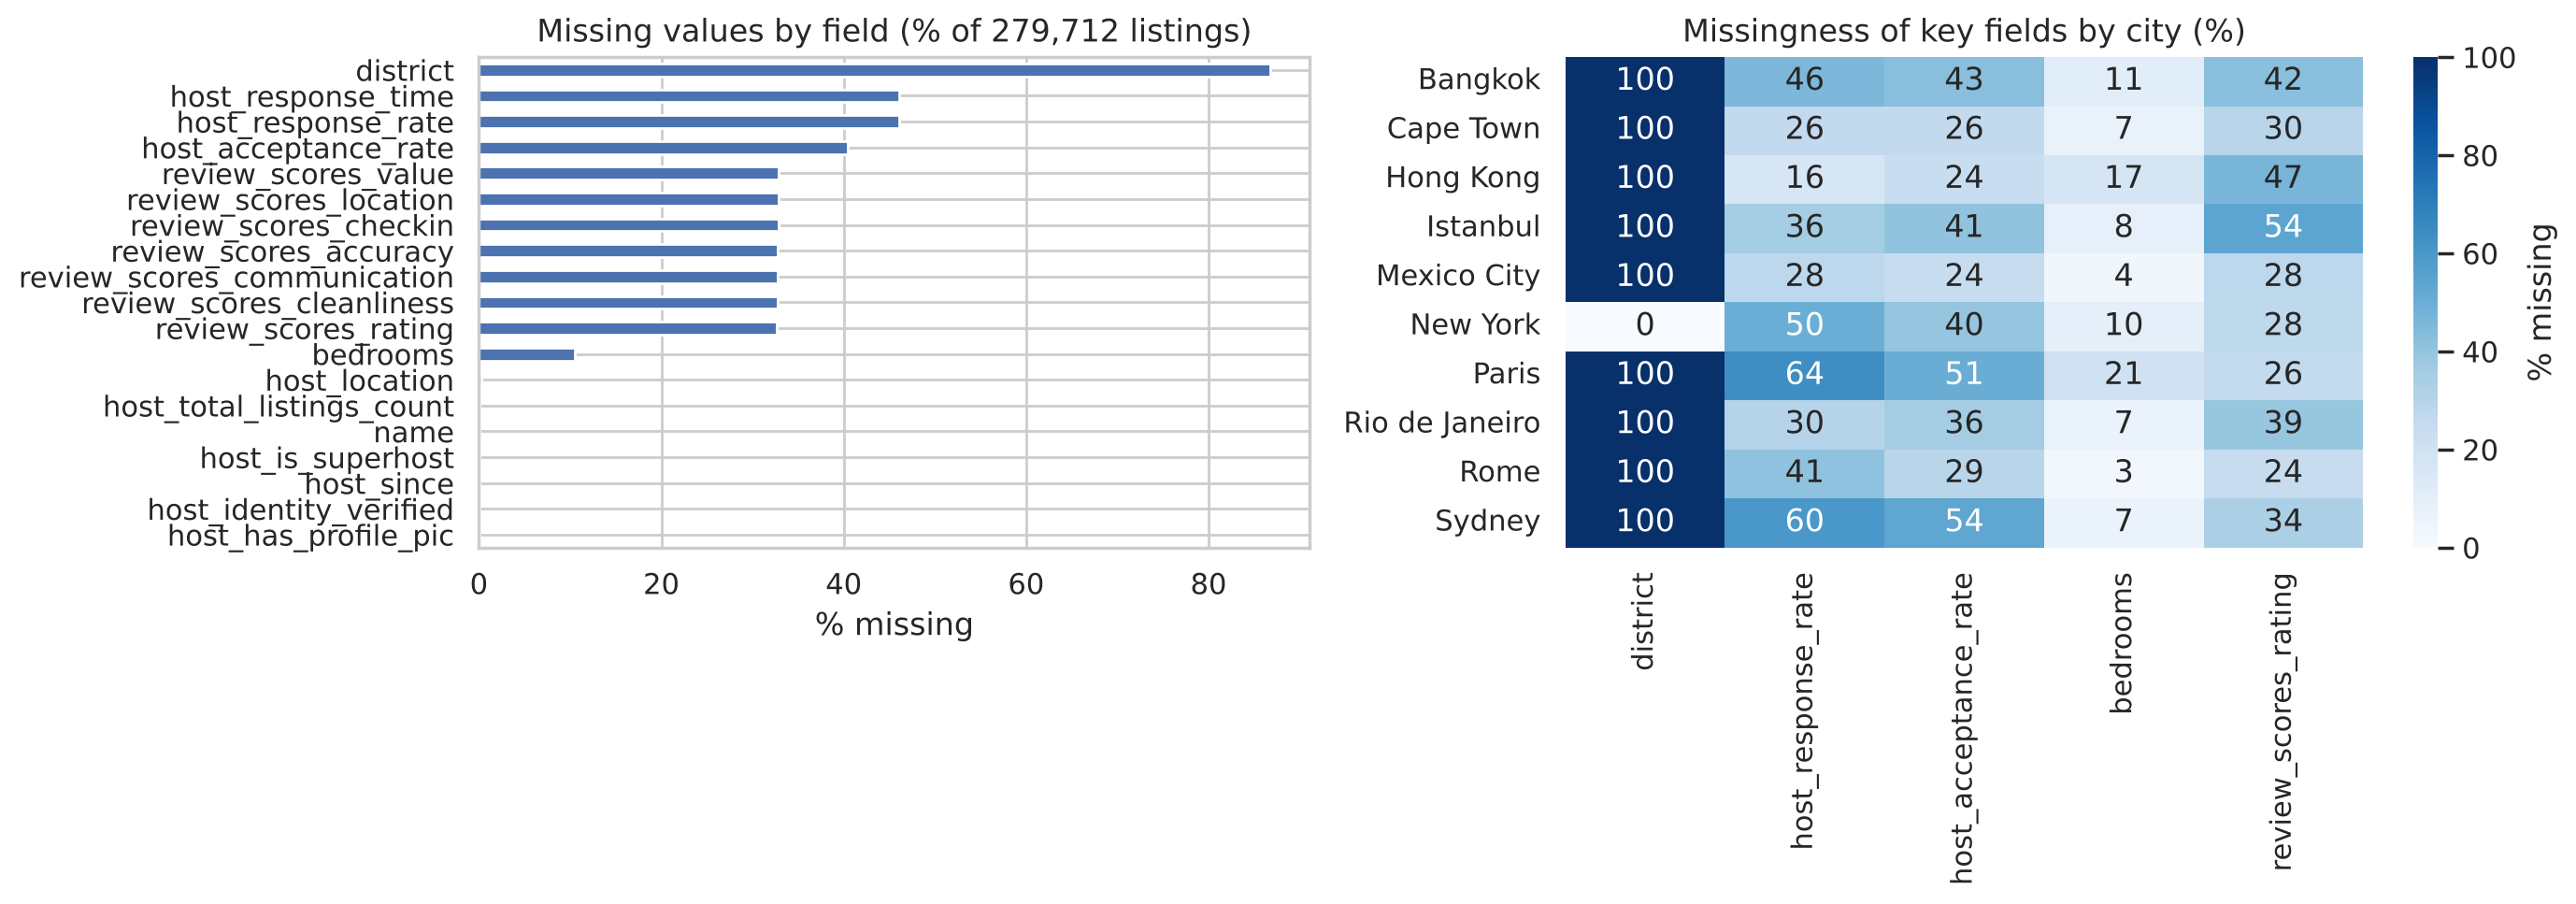 Missing values by field (% of 279,712 listings)
district
host_response_time
host_response_rate
host_acceptance_rate
review_scores_value
review_scores_location
review_scores_checkin
review_scores_accuracy
review_scores_communication
review_scores_cleanliness
review_scores_rating
bedrooms
host_location
host_total_listings_count
name
host_is_superhost
host_since
host_identity_verified
host_has_profile_pic
0 20 40 60 80
% missing
Missingness of key fields by city (%)
Bangkok 100 46 43 11 42
Cape Town 100 26 26 7 30
Hong Kong 100 16 24 17 47
Istanbul 100 36 41 8 54
Mexico City 100 28 24 4 28
New York 0 50 40 10 28
Paris 100 64 51 21 26
Rio de Janeiro 100 30 36 7 39
Rome 100 41 29 3 24
Sydney 100 60 54 7 34
district
host_response_rate
host_acceptance_rate
bedrooms
review_scores_rating
100
80
60
40
20
0
% missing